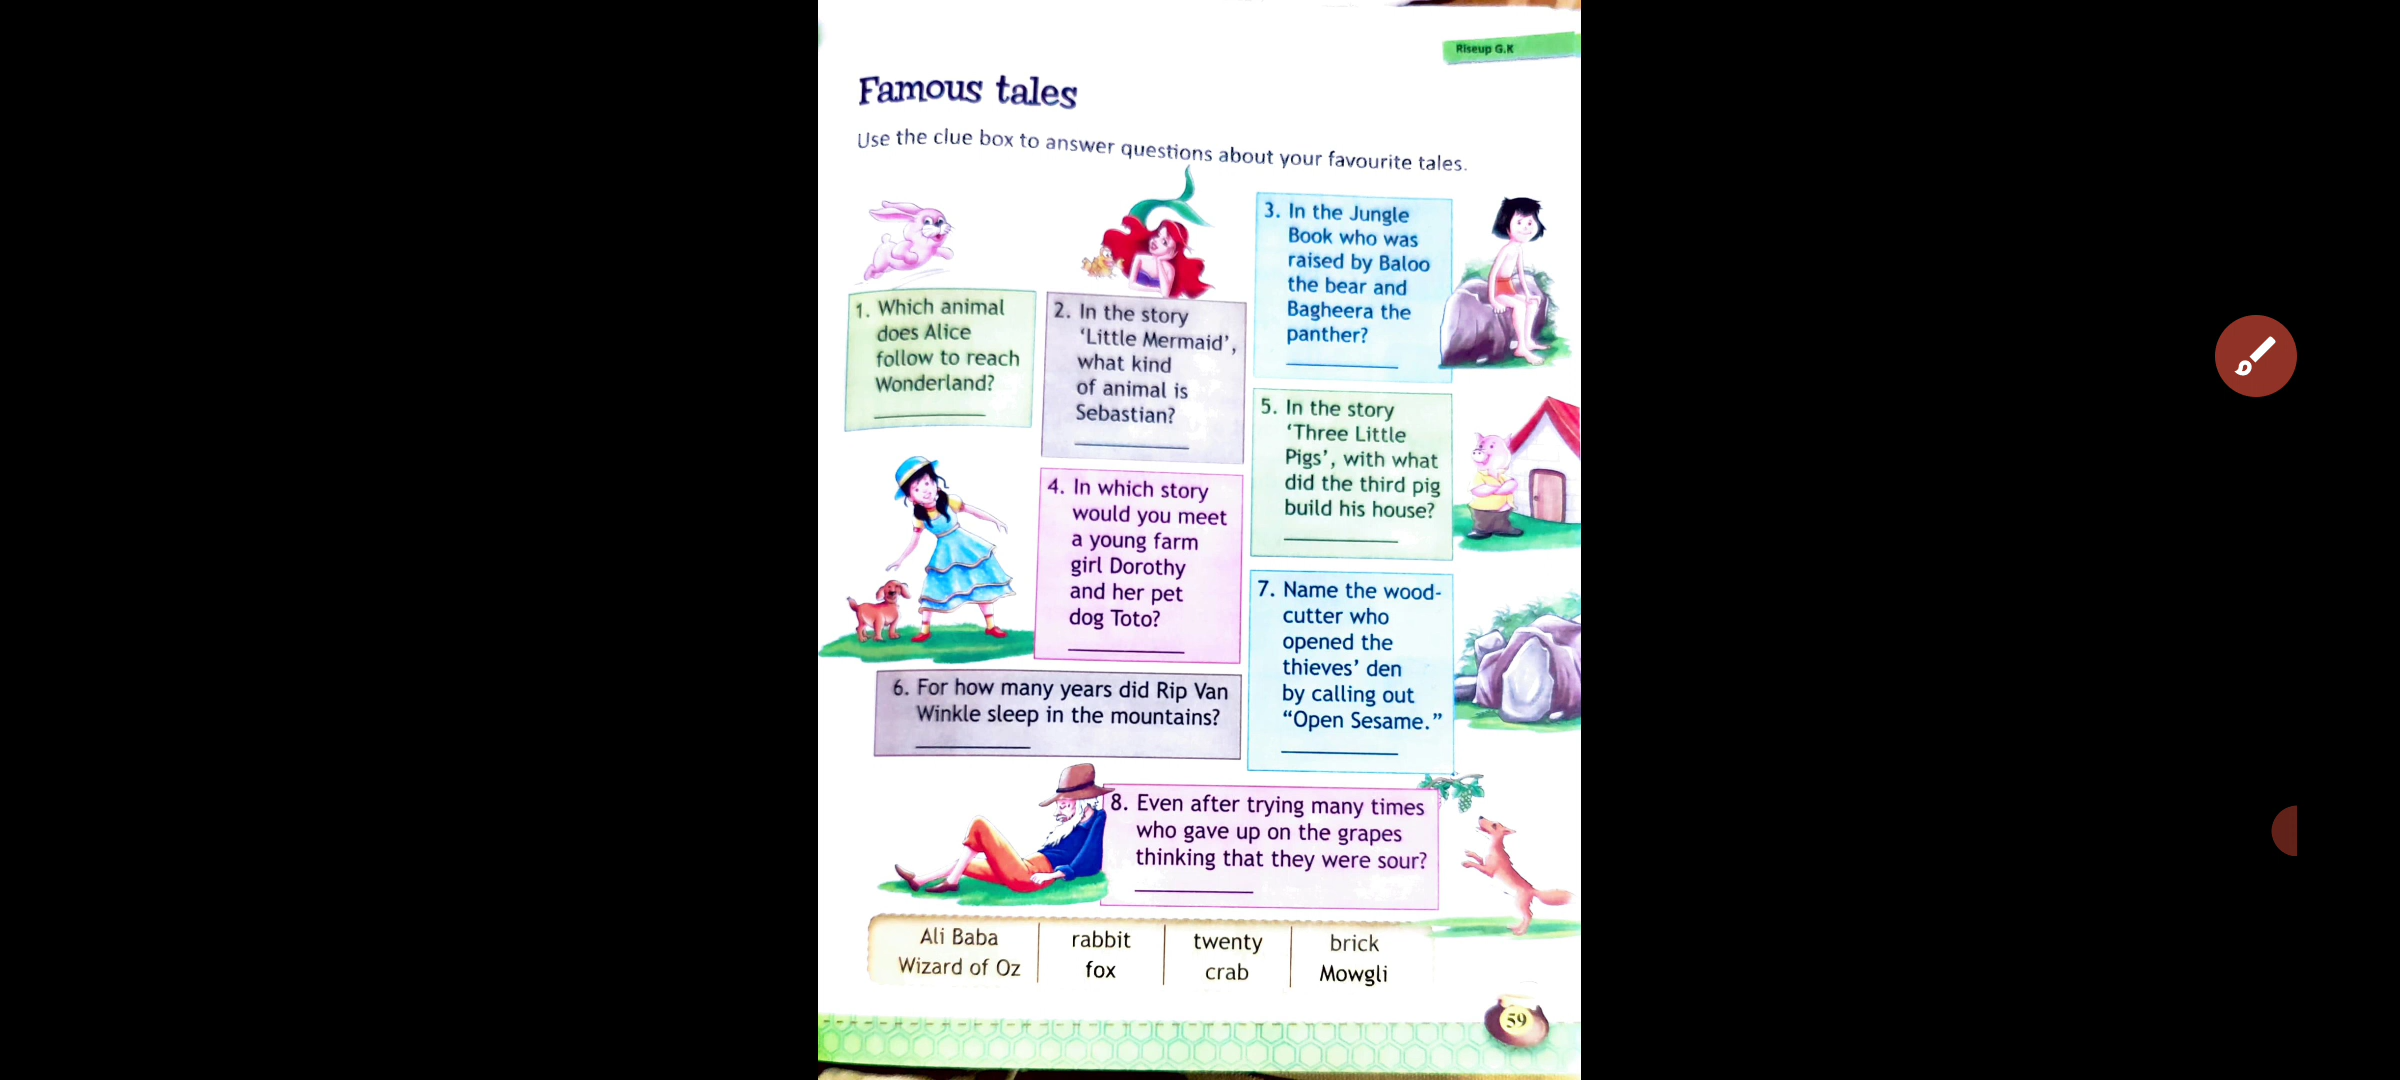 Riseup G.K
Famous tales
Use the clue box to answer questions about your favourite tales.
1. Which animal
does Alice
follow to reach
Wonderland?
2. In the story
‘Little Mermaid’,
what kind
of animal is
Sebastian?
3. In the Jungle
Book who was
raised by Baloo
the bear and
Bagheera the
panther?
4. In which story
would you meet
a young farm
girl Dorothy
and her pet
dog Toto?
5. In the story
‘Three Little
Pigs’, with what
did the third pig
build his house?
6. For how many years did Rip Van
Winkle sleep in the mountains?
7. Name the wood-
cutter who
opened the
thieves’ den
by calling out
“Open Sesame.”
8. Even after trying many times
who gave up on the grapes
thinking that they were sour?
Ali Baba rabbit twenty brick
Wizard of Oz fox crab Mowgli
59